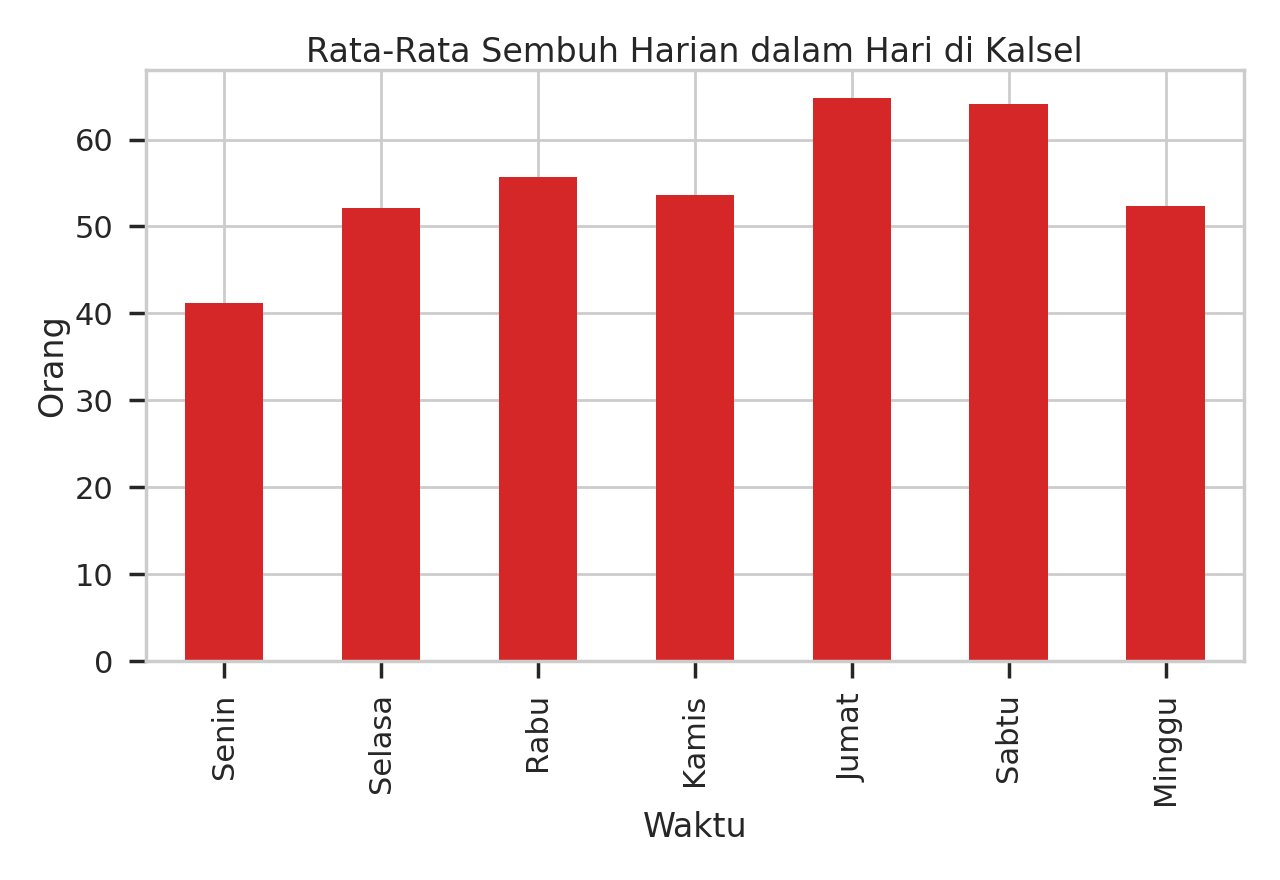 Rata-Rata Sembuh Harian dalam Hari di Kalsel
Orang
60
50
40
30
20
10
0
Senin
Selasa
Rabu
Kamis
Jumat
Sabtu
Minggu
Waktu